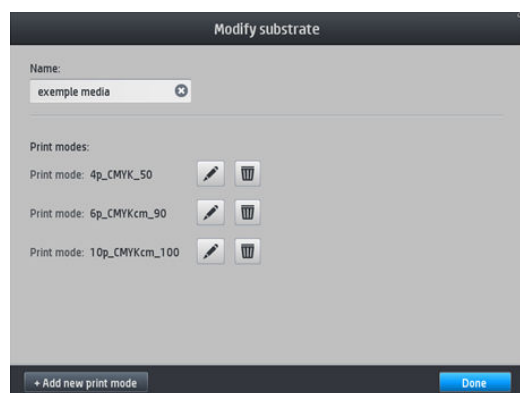 Modify substrate
Name:
exemple media
Print modes:
Print mode: 4p_CMYK_50
Print mode: 6p_CMYKcm_90
Print mode: 10p_CMYKcm_100
+ Add new print mode
Done